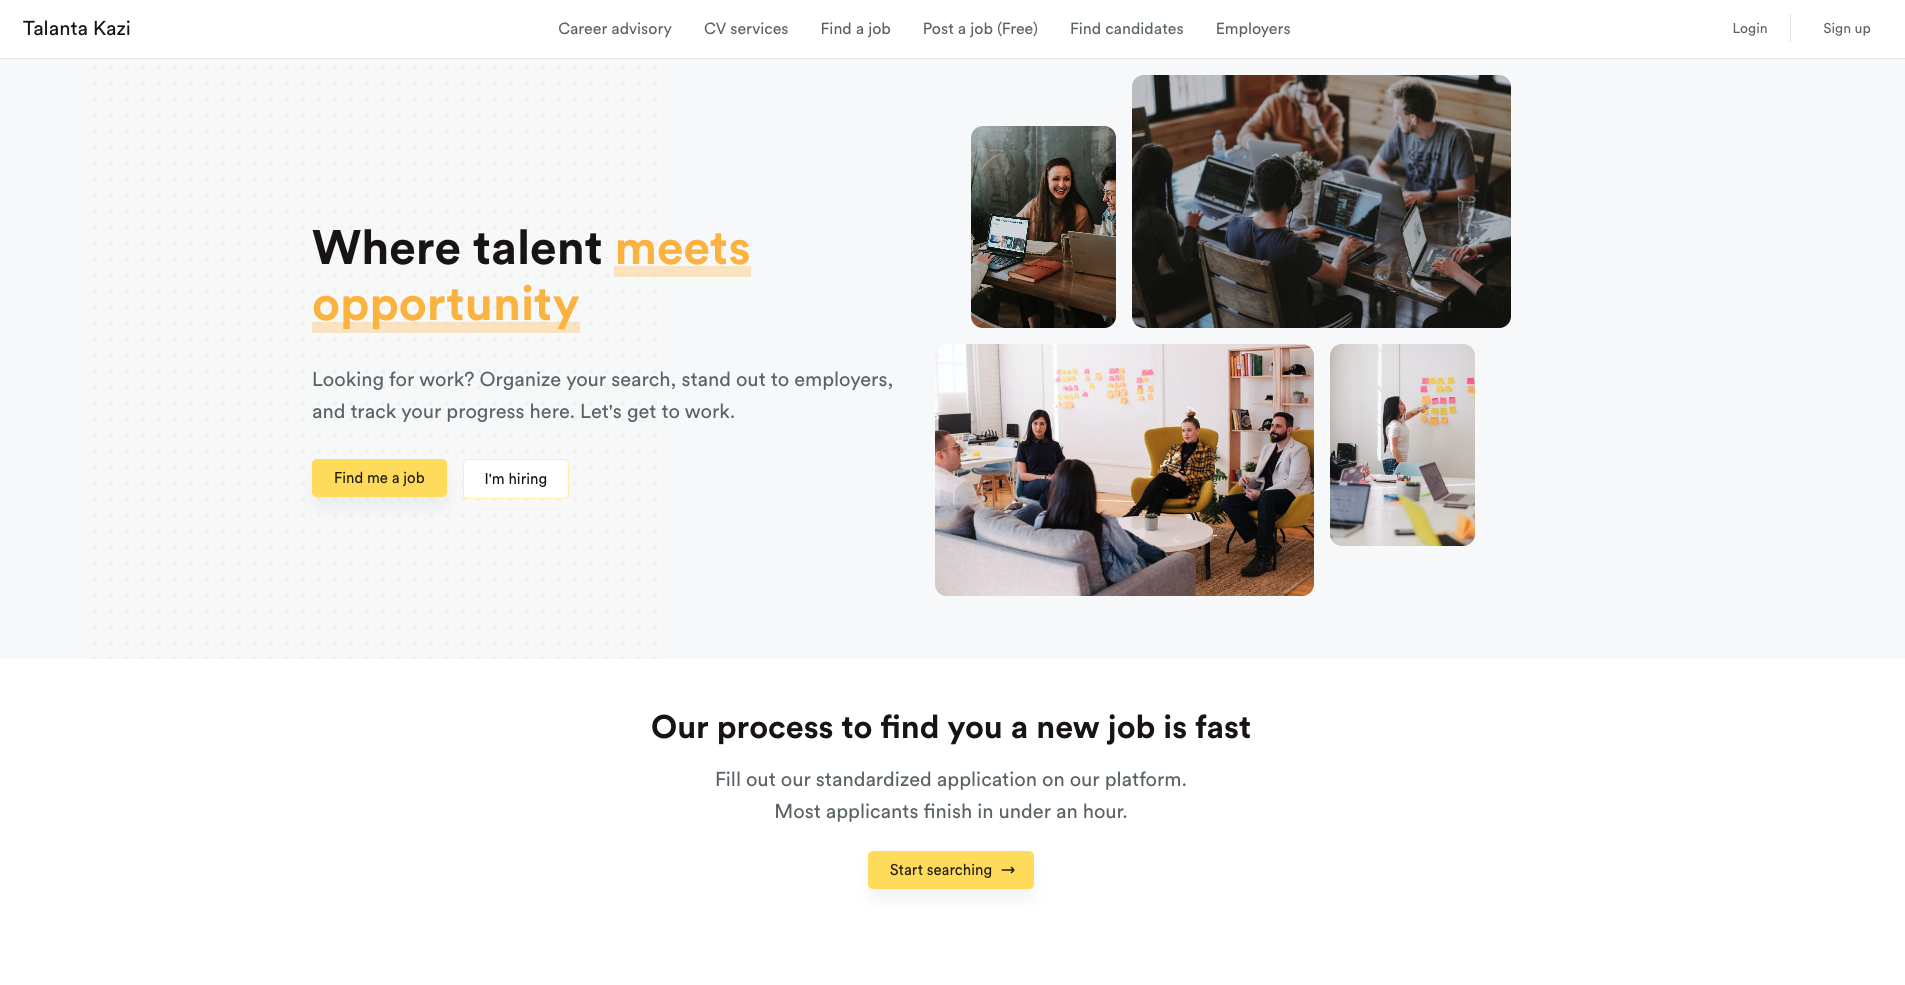 Talanta Kazi
Career advisory
CV services
Find a job
Post a job (Free)
Find candidates
Employers
Login
Sign up
Where talent meets
opportunity
Looking for work? Organize your search, stand out to employers,
and track your progress here. Let's get to work.
Find me a job
I'm hiring
Our process to find you a new job is fast
Fill out our standardized application on our platform.
Most applicants finish in under an hour.
Start searching →